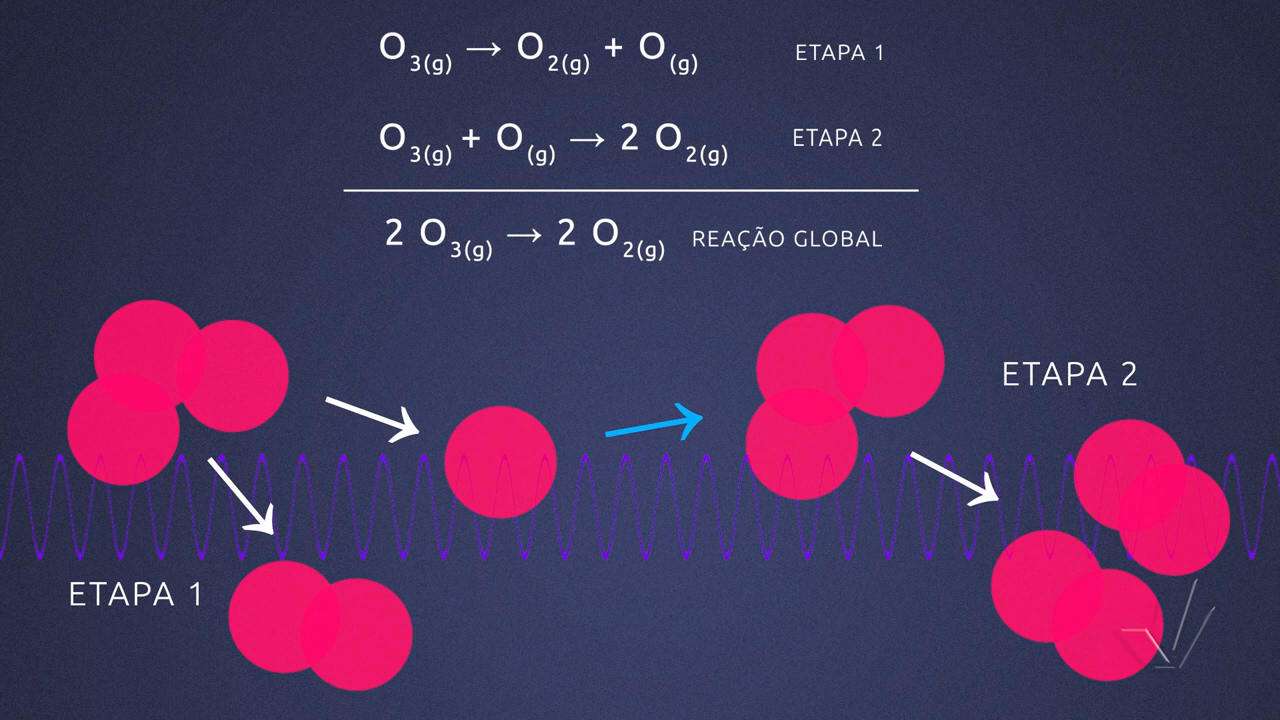 O₃(g) → O₂(g) + O(g) ETAPA 1
O₃(g) + O(g) → 2 O₂(g) ETAPA 2
2 O₃(g) → 2 O₂(g) REAÇÃO GLOBAL
ETAPA 2
ETAPA 1